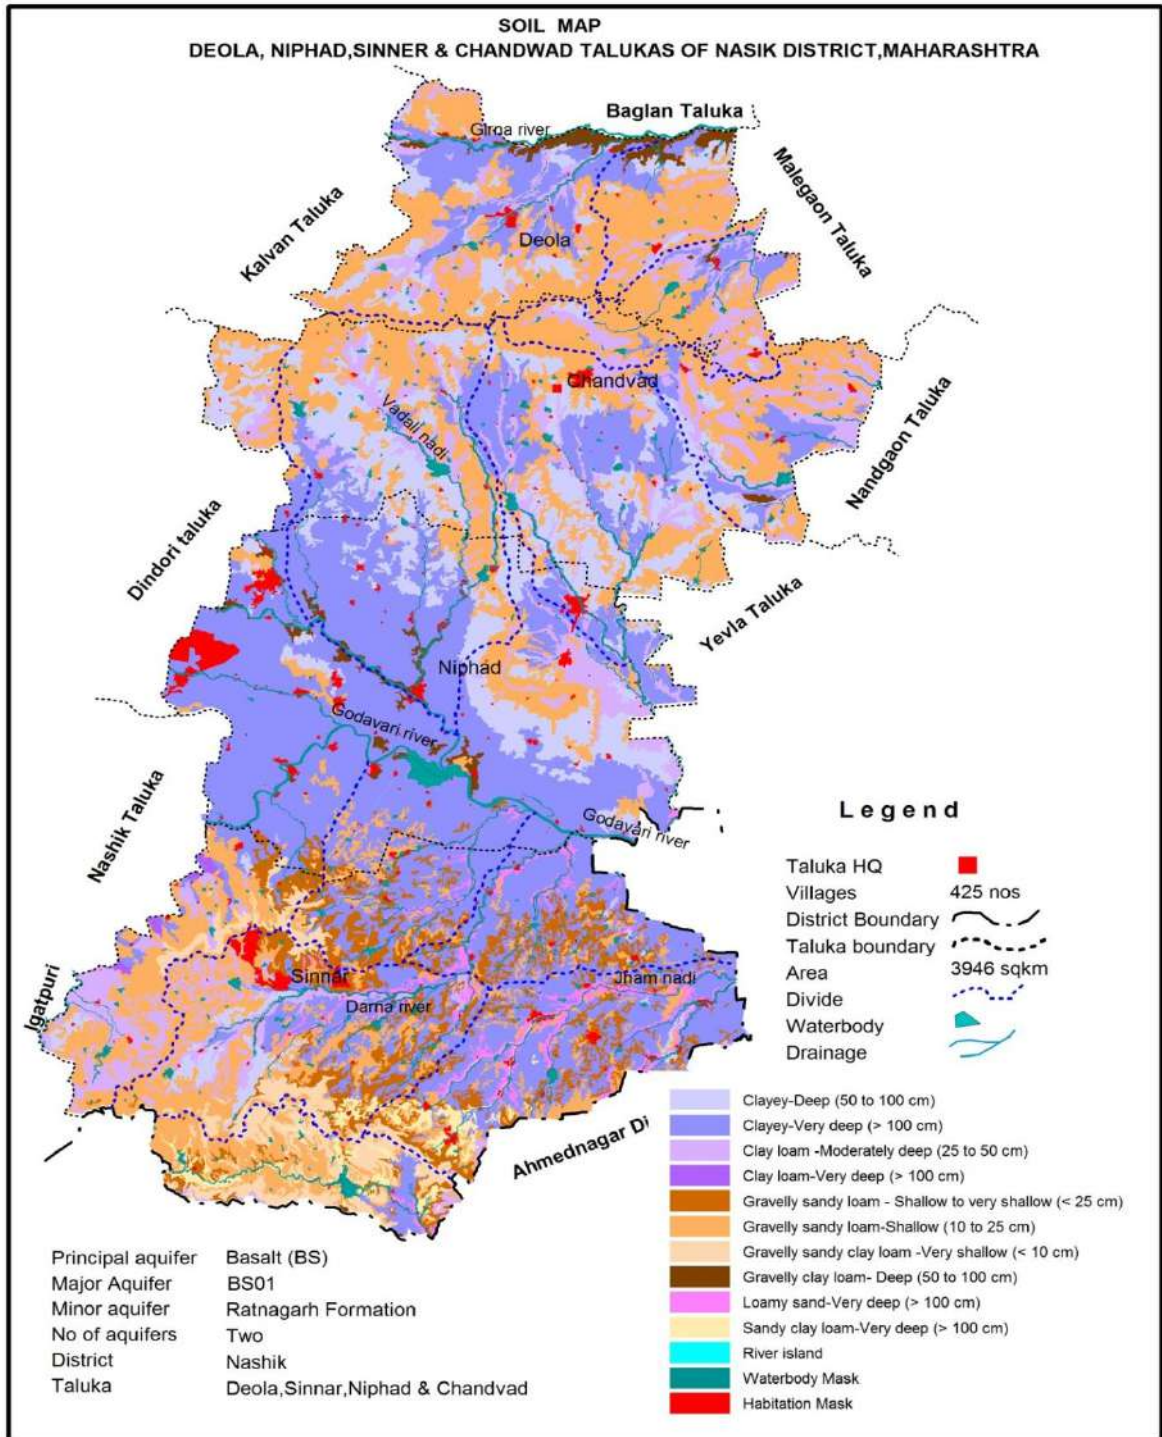 SOIL MAP
DEOLA, NIPHAD,SINNER & CHANDWAD TALUKAS OF NASIK DISTRICT,MAHARASHTRA
Baglan Taluka
Girna river
Malegaon Taluka
Kalvan Taluka
Deola
Chandvad
Vadali nadi
Nandgaon Taluka
Dindori taluka
Yevla Taluka
Niphad
Godavari river
Nashik Taluka
Godavari river
Sinnar
Jham nadi
Darna river
Igatpuri
Ahmednagar Di
Legend
Taluka HQ
Villages 425 nos
District Boundary
Taluka boundary
Area 3946 sqkm
Divide
Waterbody
Drainage
Clayey-Deep (50 to 100 cm)
Clayey-Very deep (> 100 cm)
Clay loam -Moderately deep (25 to 50 cm)
Clay loam-Very deep (> 100 cm)
Gravelly sandy loam - Shallow to very shallow (< 25 cm)
Gravelly sandy loam-Shallow (10 to 25 cm)
Gravelly sandy clay loam -Very shallow (< 10 cm)
Gravelly clay loam- Deep (50 to 100 cm)
Loamy sand-Very deep (> 100 cm)
Sandy clay loam-Very deep (> 100 cm)
River island
Waterbody Mask
Habitation Mask
Principal aquifer Basalt (BS)
Major Aquifer BS01
Minor aquifer Ratnagarh Formation
No of aquifers Two
District Nashik
Taluka Deola,Sinnar,Niphad & Chandvad